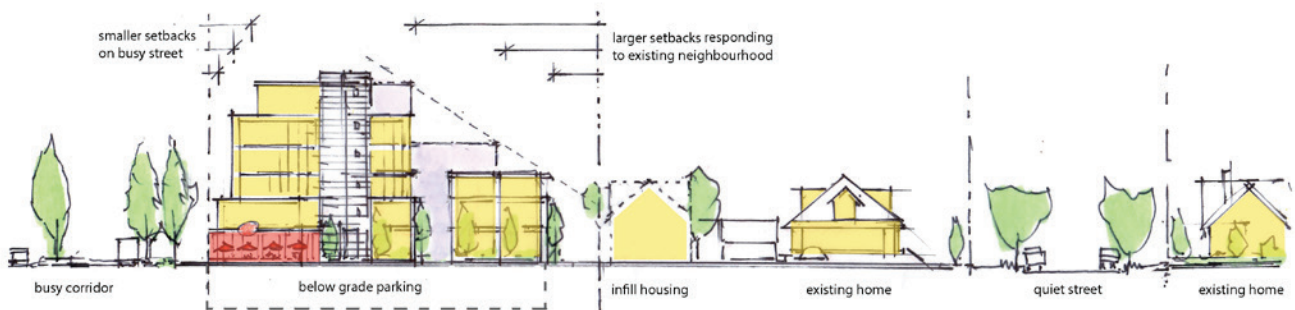 smaller setbacks
on busy street
larger setbacks responding
to existing neighbourhood
busy corridor
below grade parking
infill housing
existing home
quiet street
existing home